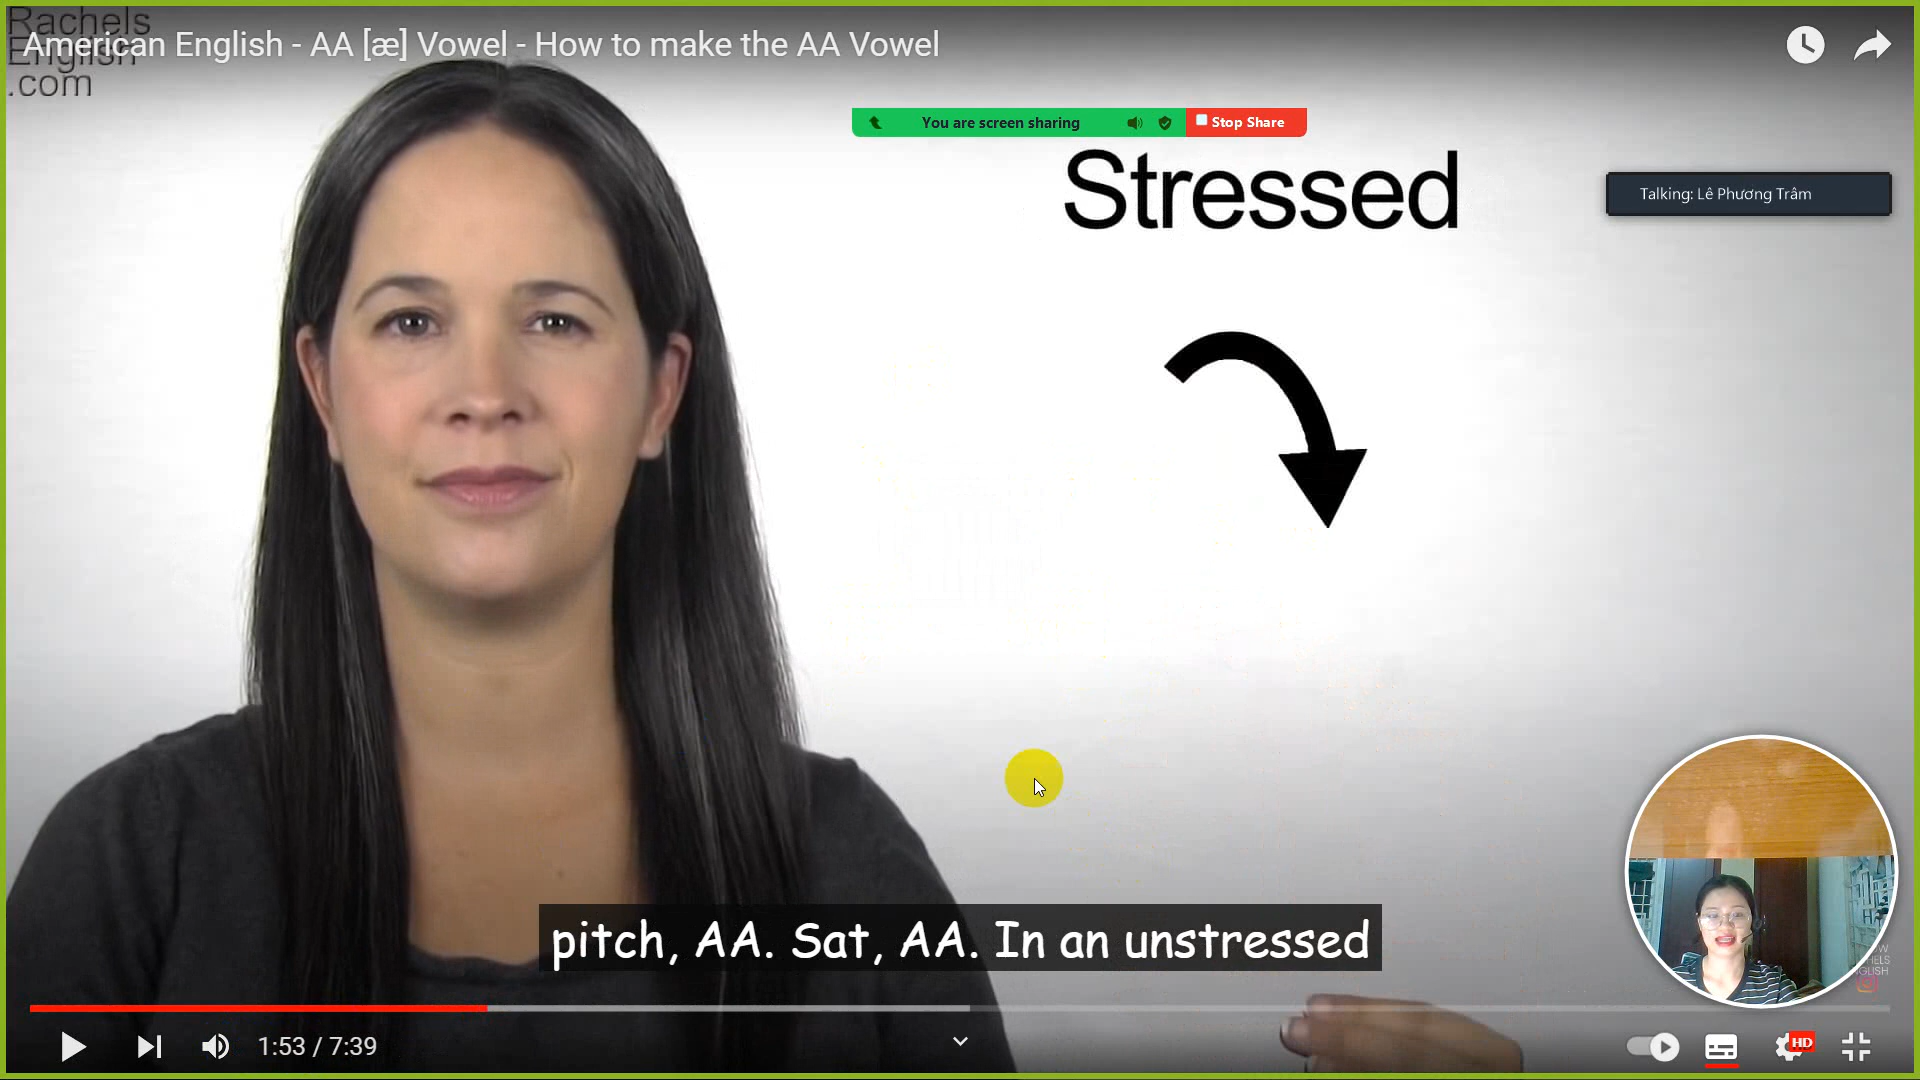 Rachels
English
.com
American English - AA [æ] Vowel - How to make the AA Vowel
You are screen sharing
Stop Share
Stressed
Talking: Lê Phương Trâm
pitch, AA. Sat, AA. In an unstressed
1:53 / 7:39
HD